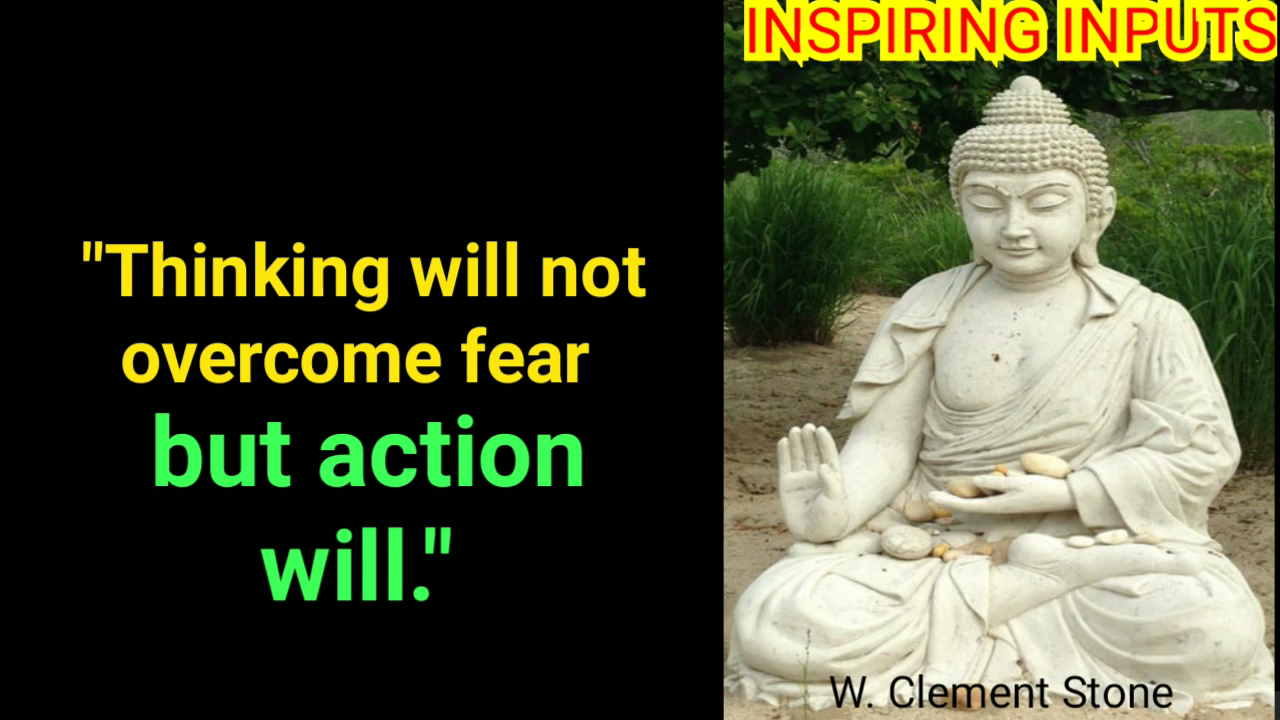 INSPIRING INPUTS
"Thinking will not
overcome fear
but action
will."
W. Clement Stone